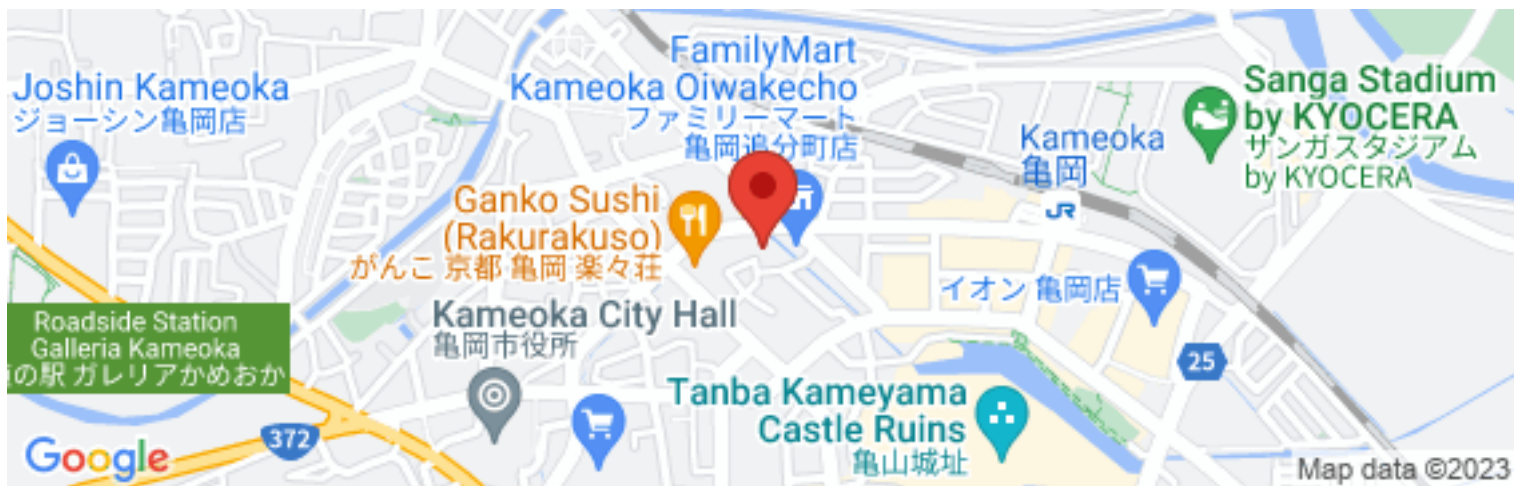 Joshin Kameoka
ジョーシン亀岡店
FamilyMart
Kameoka Oiwakecho
ファミリーマート
亀岡追分町店
Sanga Stadium
by KYOCERA
サンガスタジアム
by KYOCERA
Kameoka
亀岡
JR
Ganko Sushi
(Rakurakuso)
がんこ 京都 亀岡 楽々荘
イオン 亀岡店
Roadside Station
Galleria Kameoka
の駅 ガレリアかめおか
Kameoka City Hall
亀岡市役所
25
Tanba Kameyama
Castle Ruins
亀山城址
372
Google
Map data ©2023